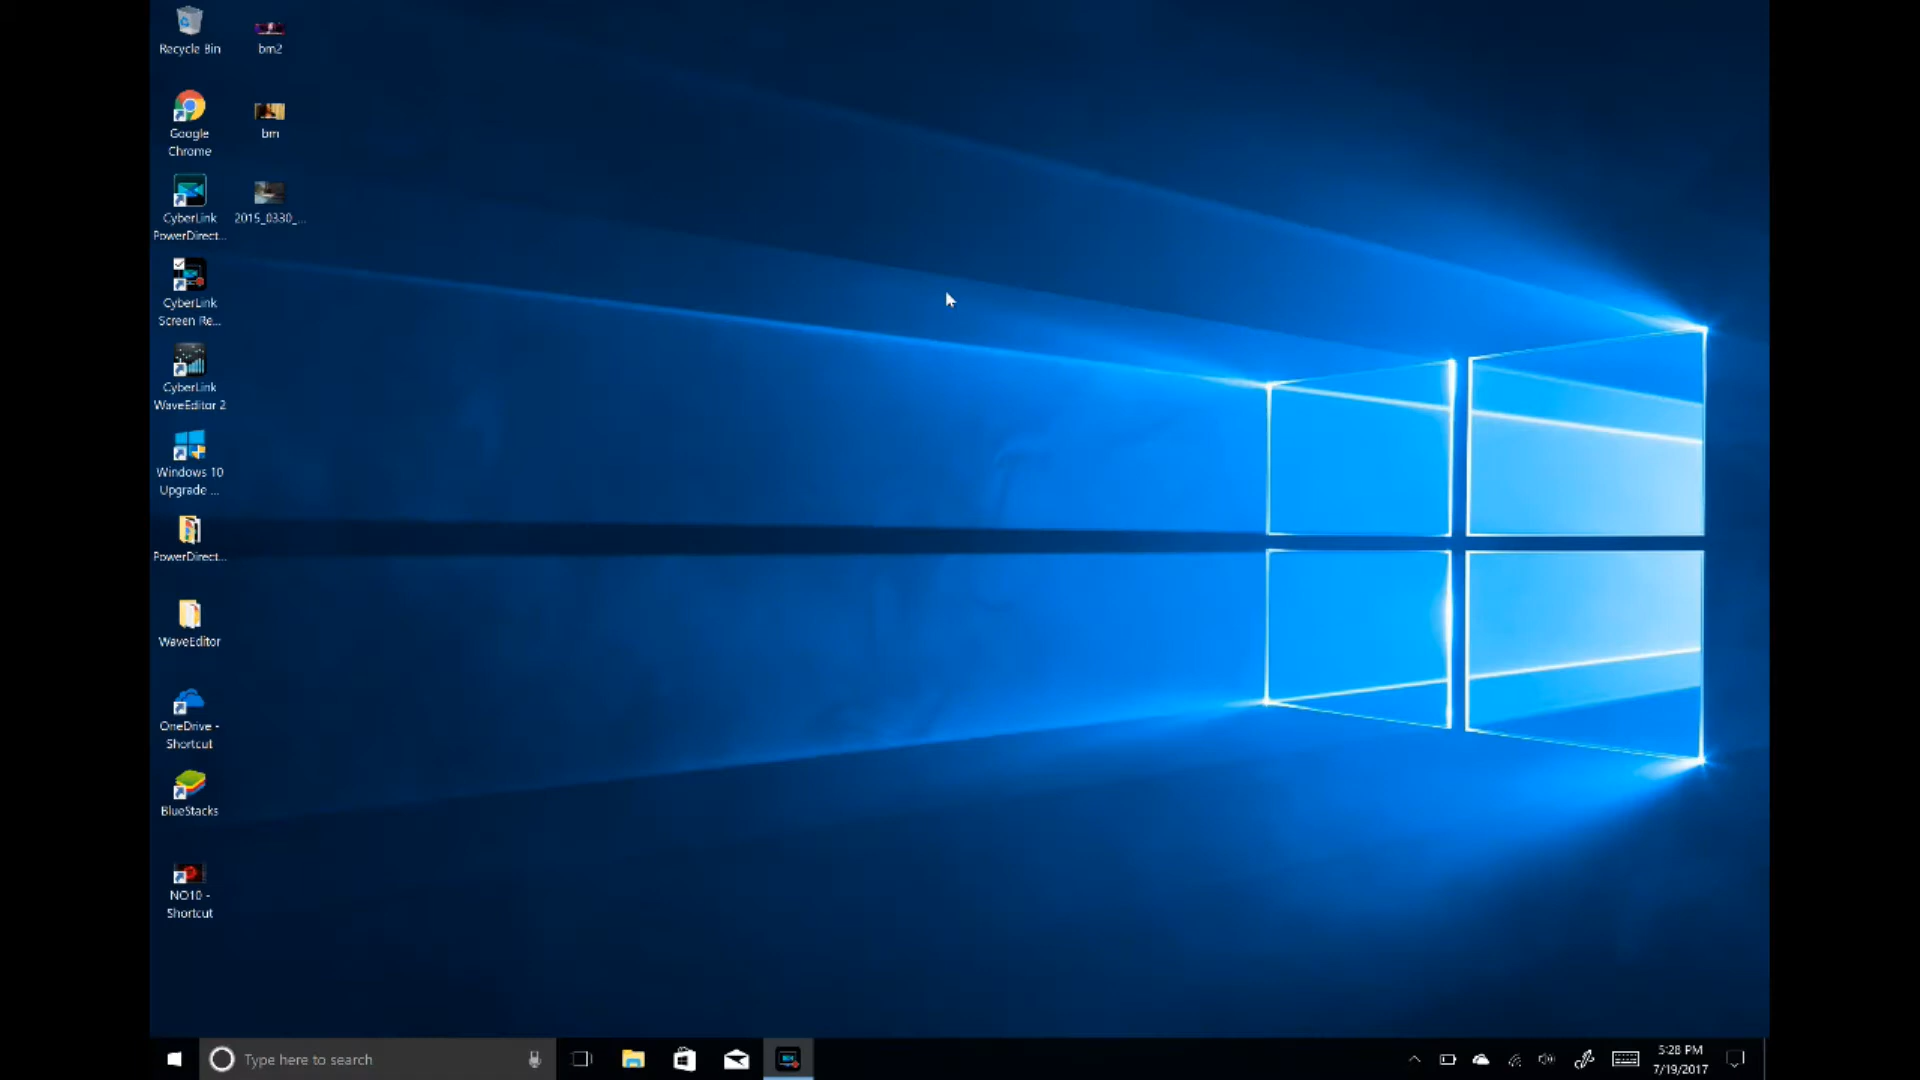 Recycle Bin
bm2
Google
Chrome
bm
CyberLink
PowerDirect...
2015_0330_...
CyberLink
Screen Re...
CyberLink
WaveEditor 2
Windows 10
Upgrade ...
PowerDirect...
WaveEditor
OneDrive -
Shortcut
BlueStacks
NO10 -
Shortcut
Type here to search
5:28 PM
7/19/2017